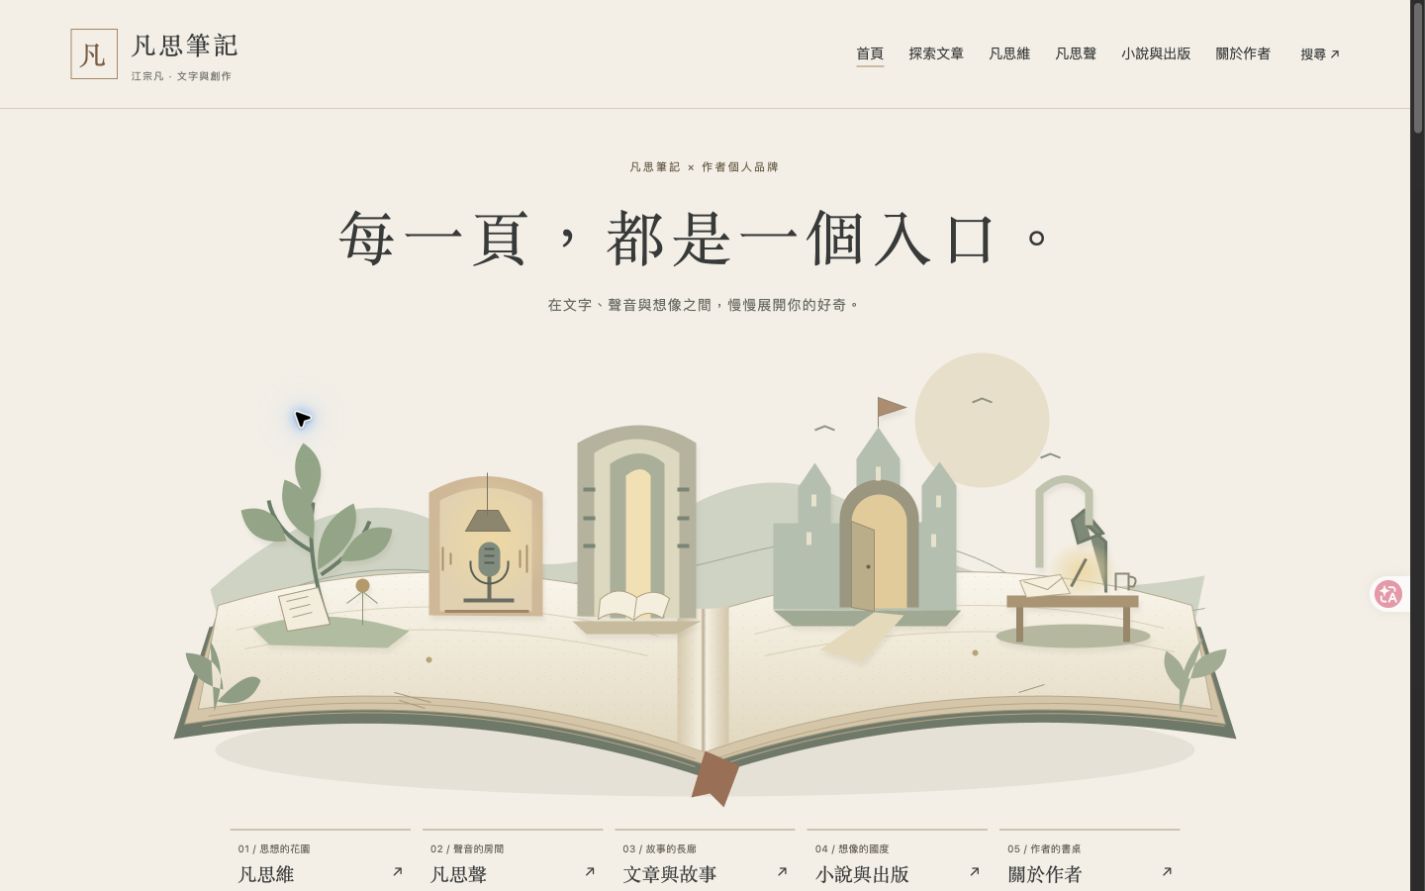 凡
凡思筆記
江宗凡 · 文字與創作
首頁
探索文章
凡思維
凡思聲
小說與出版
關於作者
搜尋 ↗
凡思筆記 × 作者個人品牌
每一頁，都是一個入口。
在文字、聲音與想像之間，慢慢展開你的好奇。
01 / 思想的花園
凡思維 ↗
02 / 聲音的房間
凡思聲 ↗
03 / 故事的長廊
文章與故事 ↗
04 / 想像的國度
小說與出版 ↗
05 / 作者的書桌
關於作者 ↗